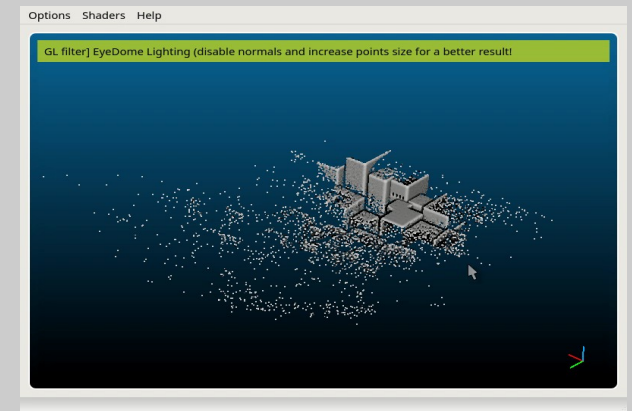 Options Shaders Help
GL filter] EyeDome Lighting (disable normals and increase points size for a better result!